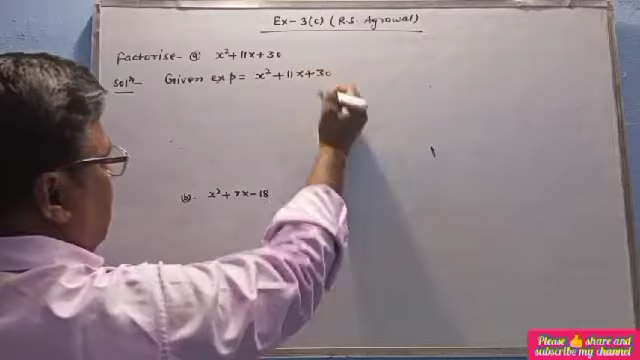 Ex-3(c) (R.S. Agrawal)
factorise- (a) x²+11x+30
Solⁿ- Given exp = x²+11x+30
(b). x²+7x-18
Please 👍 share and
subscribe my channel